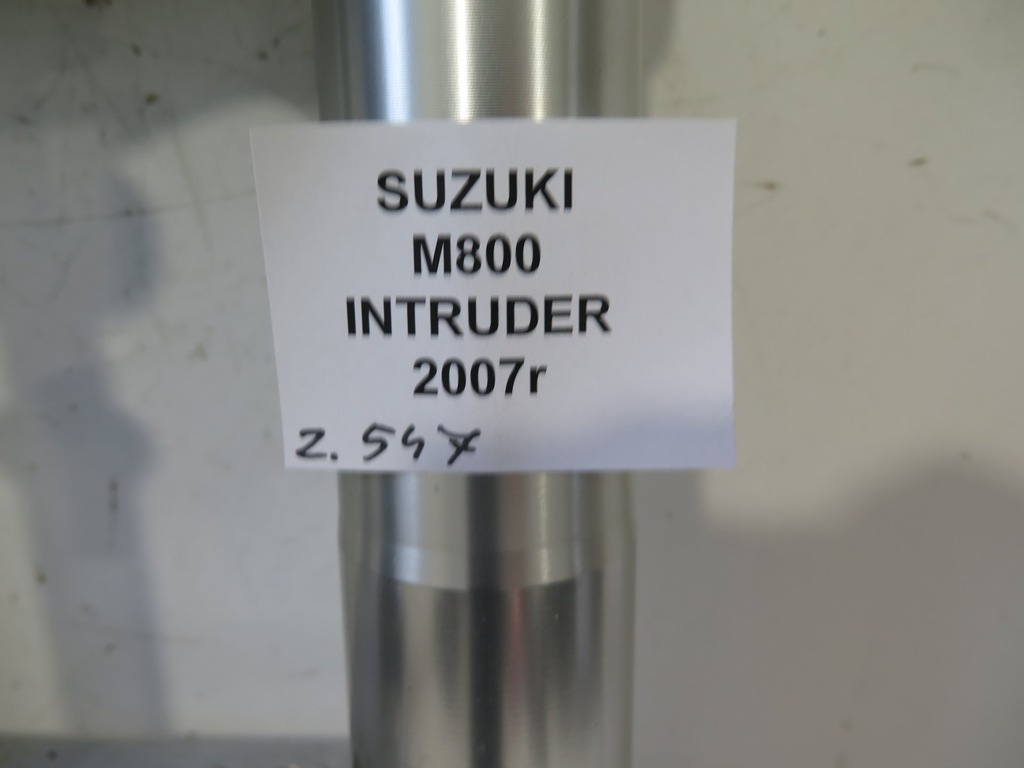 SUZUKI
M800
INTRUDER
2007r
Z. 547